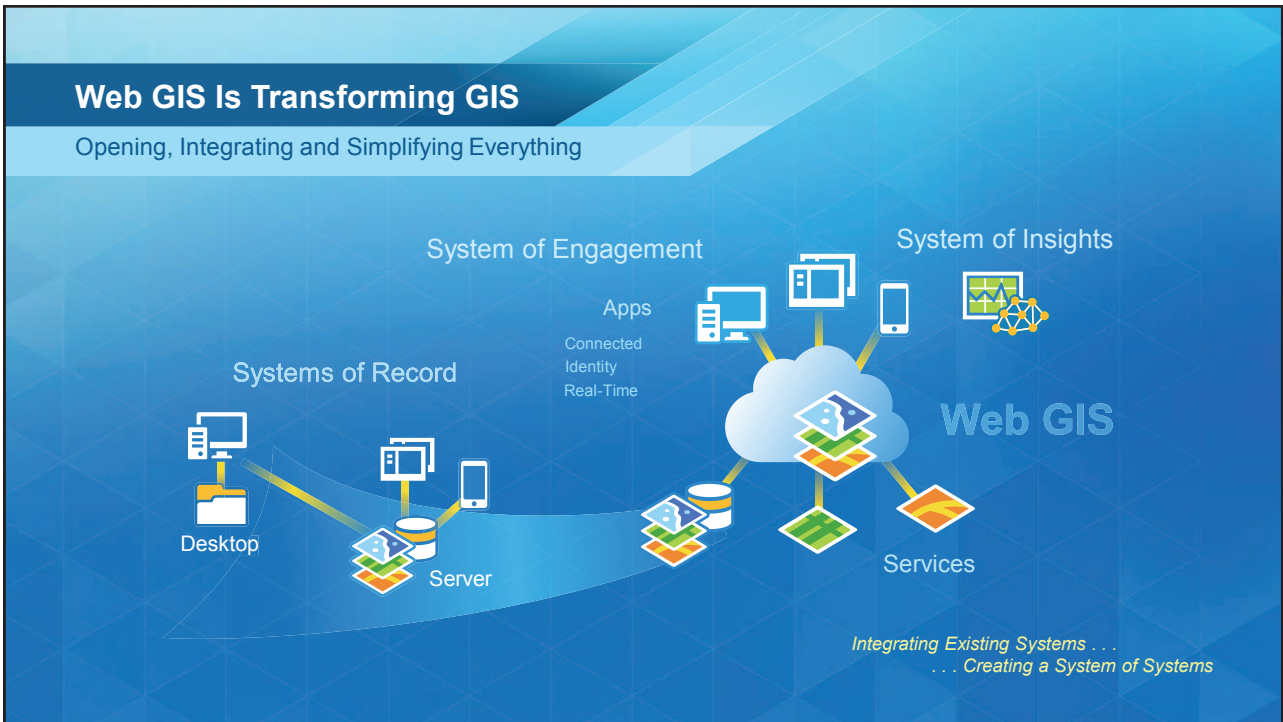 Web GIS Is Transforming GIS
Opening, Integrating and Simplifying Everything
System of Engagement
System of Insights
Apps
Connected
Identity
Real-Time
Systems of Record
Web GIS
Desktop
Server
Services
Integrating Existing Systems . . .
. . . Creating a System of Systems